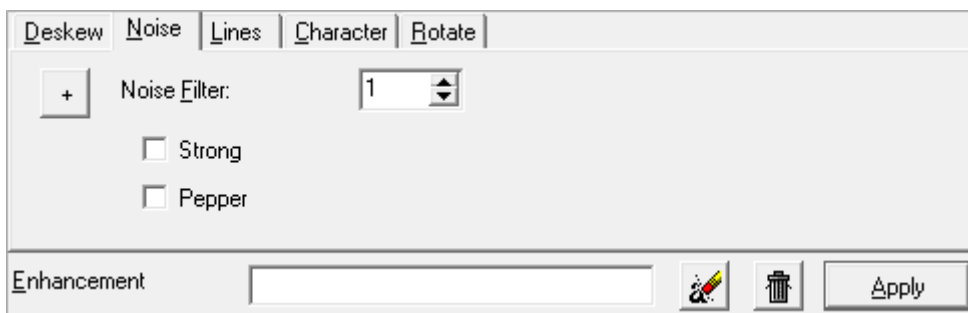 Deskew Noise Lines Character Rotate
+ Noise Filter: 1
Strong
Pepper
Enhancement Apply